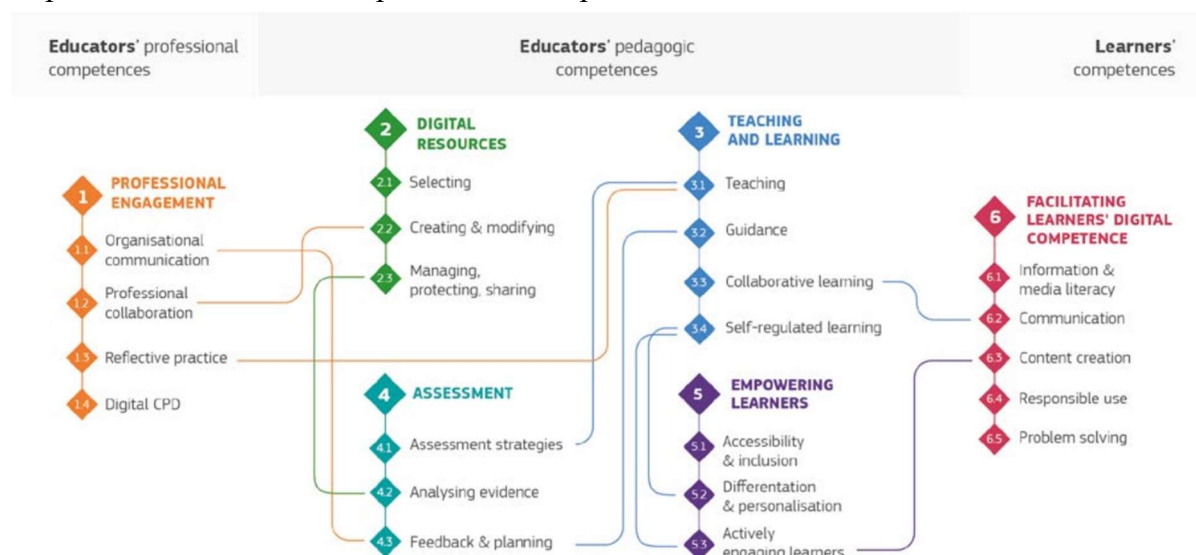 Educators' professional
competences
Educators' pedagogic
competences
Learners'
competences
1
PROFESSIONAL
ENGAGEMENT
1.1
Organisational
communication
1.2
Professional
collaboration
1.3
Reflective practice
1.4
Digital CPD
2
DIGITAL
RESOURCES
2.1
Selecting
2.2
Creating & modifying
2.3
Managing,
protecting, sharing
3
TEACHING
AND LEARNING
3.1
Teaching
3.2
Guidance
3.3
Collaborative learning
3.4
Self-regulated learning
4
ASSESSMENT
4.1
Assessment strategies
4.2
Analysing evidence
4.3
Feedback & planning
5
EMPOWERING
LEARNERS
5.1
Accessibility
& inclusion
5.2
Differentation
& personalisation
5.3
Actively
engaging learners
6
FACILITATING
LEARNERS' DIGITAL
COMPETENCE
6.1
Information &
media literacy
6.2
Communication
6.3
Content creation
6.4
Responsible use
6.5
Problem solving